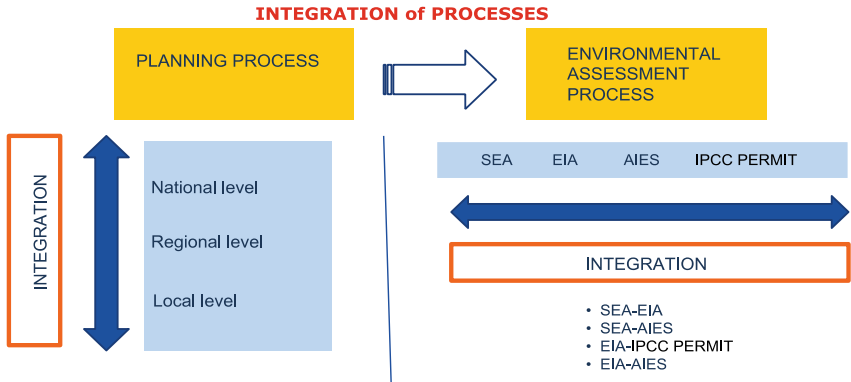 INTEGRATION of PROCESSES
PLANNING PROCESS
ENVIRONMENTAL
ASSESSMENT
PROCESS
INTEGRATION
National level
Regional level
Local level
SEA EIA AIES IPCC PERMIT
INTEGRATION
• SEA-EIA
• SEA-AIES
• EIA-IPCC PERMIT
• EIA-AIES